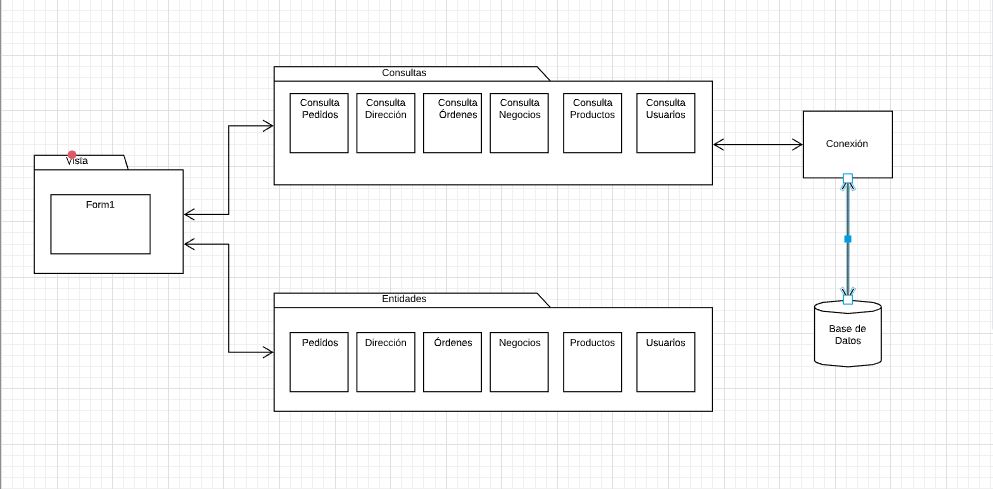 Consultas
Consulta
Pedidos
Consulta
Dirección
Consulta
Órdenes
Consulta
Negocios
Consulta
Productos
Consulta
Usuarios
Conexión
Vista
Form1
Entidades
Pedidos
Dirección
Órdenes
Negocios
Productos
Usuarios
Base de
Datos